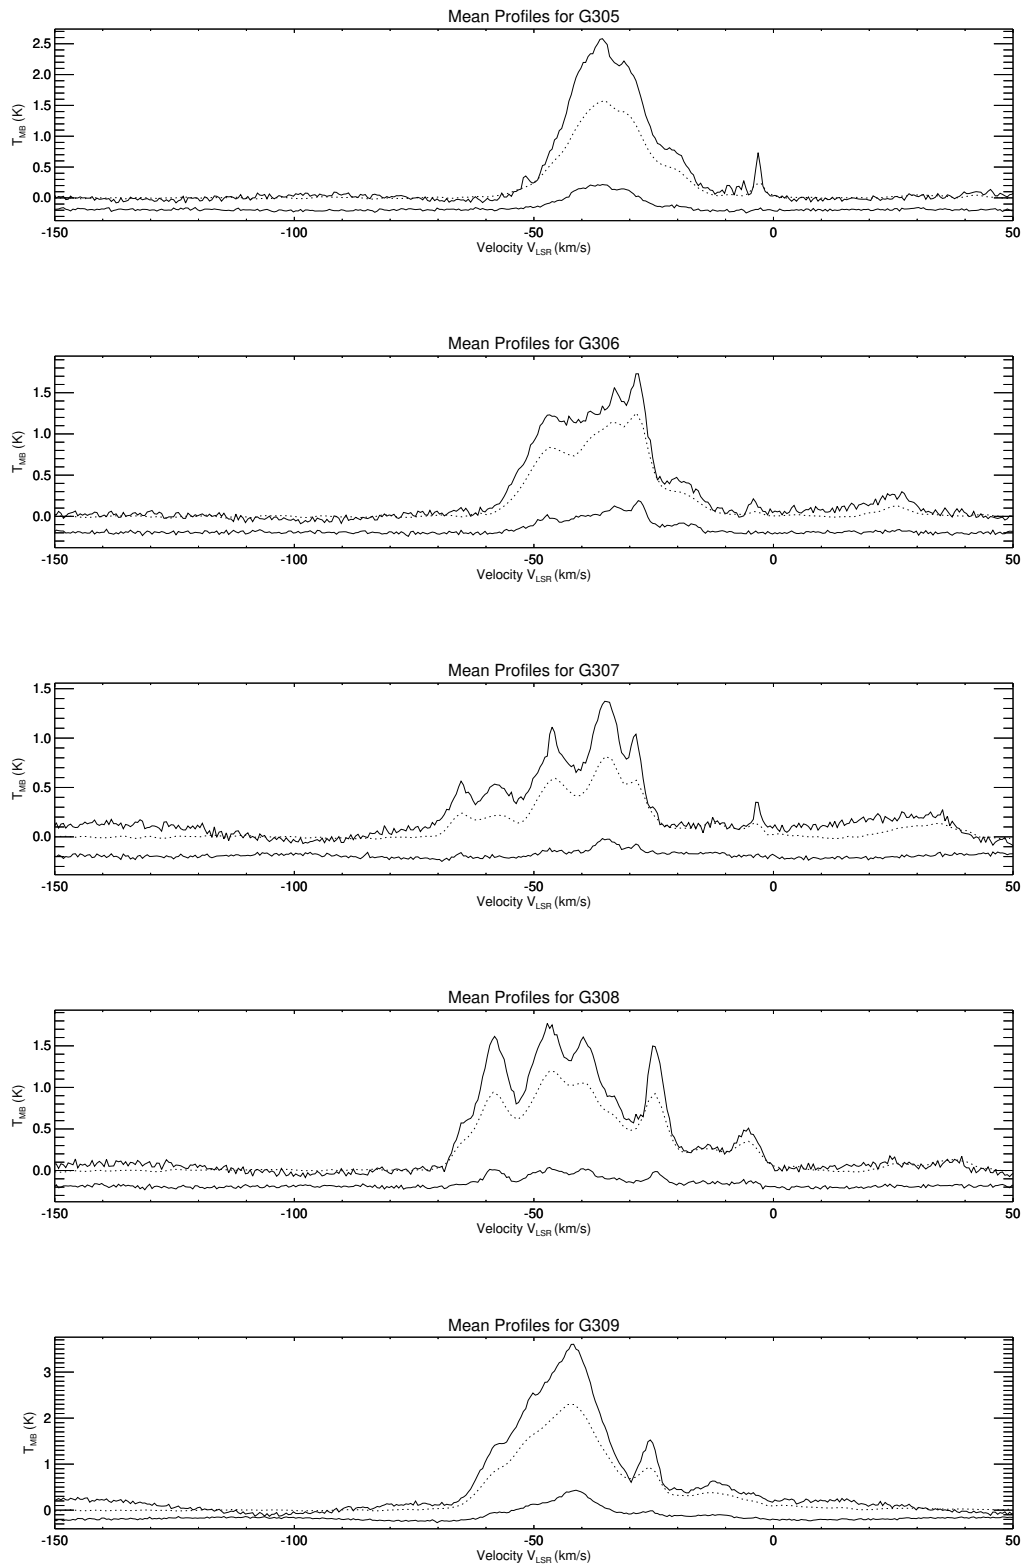 Mean Profiles for G305
T_MB (K)
2.5
2.0
1.5
1.0
0.5
0.0
-150 -100 -50 0 50
Velocity V_LSR (km/s)
Mean Profiles for G306
T_MB (K)
1.5
1.0
0.5
0.0
-150 -100 -50 0 50
Velocity V_LSR (km/s)
Mean Profiles for G307
T_MB (K)
1.5
1.0
0.5
0.0
-150 -100 -50 0 50
Velocity V_LSR (km/s)
Mean Profiles for G308
T_MB (K)
1.5
1.0
0.5
0.0
-150 -100 -50 0 50
Velocity V_LSR (km/s)
Mean Profiles for G309
T_MB (K)
3
2
1
0
-150 -100 -50 0 50
Velocity V_LSR (km/s)